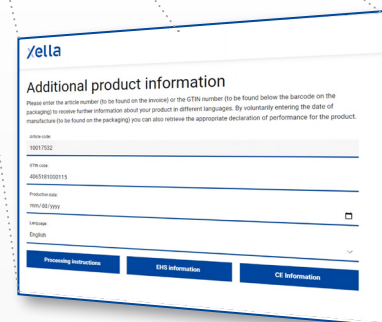 Xella
Additional product information
Please enter the article number (to be found on the invoice) or the GTIN number (to be found below the barcode on the
packaging) to receive further information about your product in different languages. By voluntarily entering the date of
manufacture (to be found on the packaging) you can also retrieve the appropriate declaration of performance for the product.
Article code:
10017532
GTIN code:
4065181000115
Production date:
mm/dd/yyyy
Language:
English
Processing instructions EHS information CE Information